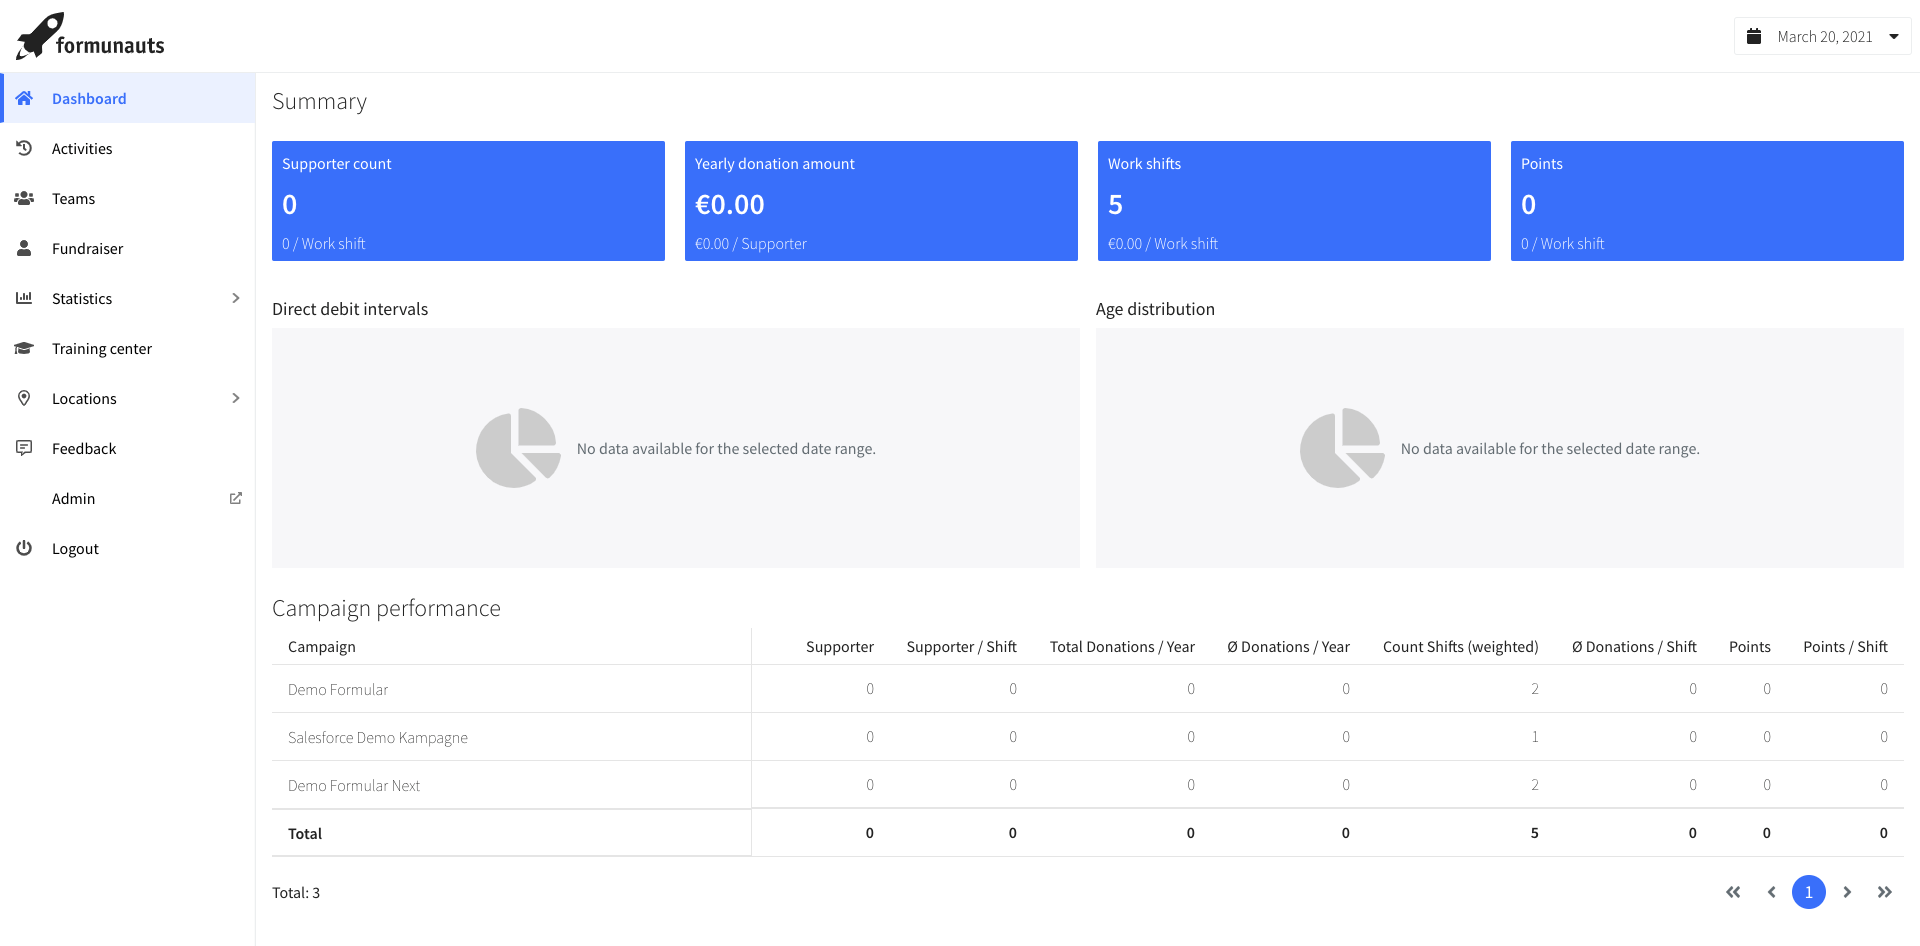 formunauts
March 20, 2021
Dashboard
Activities
Teams
Fundraiser
Statistics
Training center
Locations
Feedback
Admin
Logout
Summary
Supporter count
0
0 / Work shift
Yearly donation amount
€0.00
€0.00 / Supporter
Work shifts
5
€0.00 / Work shift
Points
0
0 / Work shift
Direct debit intervals
No data available for the selected date range.
Age distribution
No data available for the selected date range.
Campaign performance
Campaign Supporter Supporter / Shift Total Donations / Year Ø Donations / Year Count Shifts (weighted) Ø Donations / Shift Points Points / Shift
Demo Formular 0 0 0 0 2 0 0 0
Salesforce Demo Kampagne 0 0 0 0 1 0 0 0
Demo Formular Next 0 0 0 0 2 0 0 0
Total 0 0 0 0 5 0 0 0
Total: 3
1